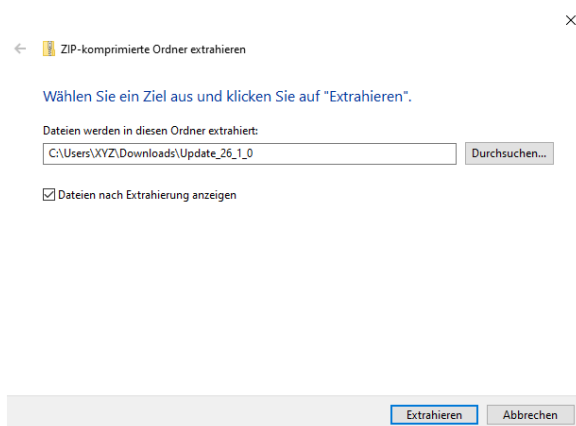 ZIP-komprimierte Ordner extrahieren
Wählen Sie ein Ziel aus und klicken Sie auf "Extrahieren".
Dateien werden in diesen Ordner extrahiert:
C:\Users\XYZ\Downloads\Update_26_1_0 Durchsuchen...
Dateien nach Extrahierung anzeigen
Extrahieren Abbrechen